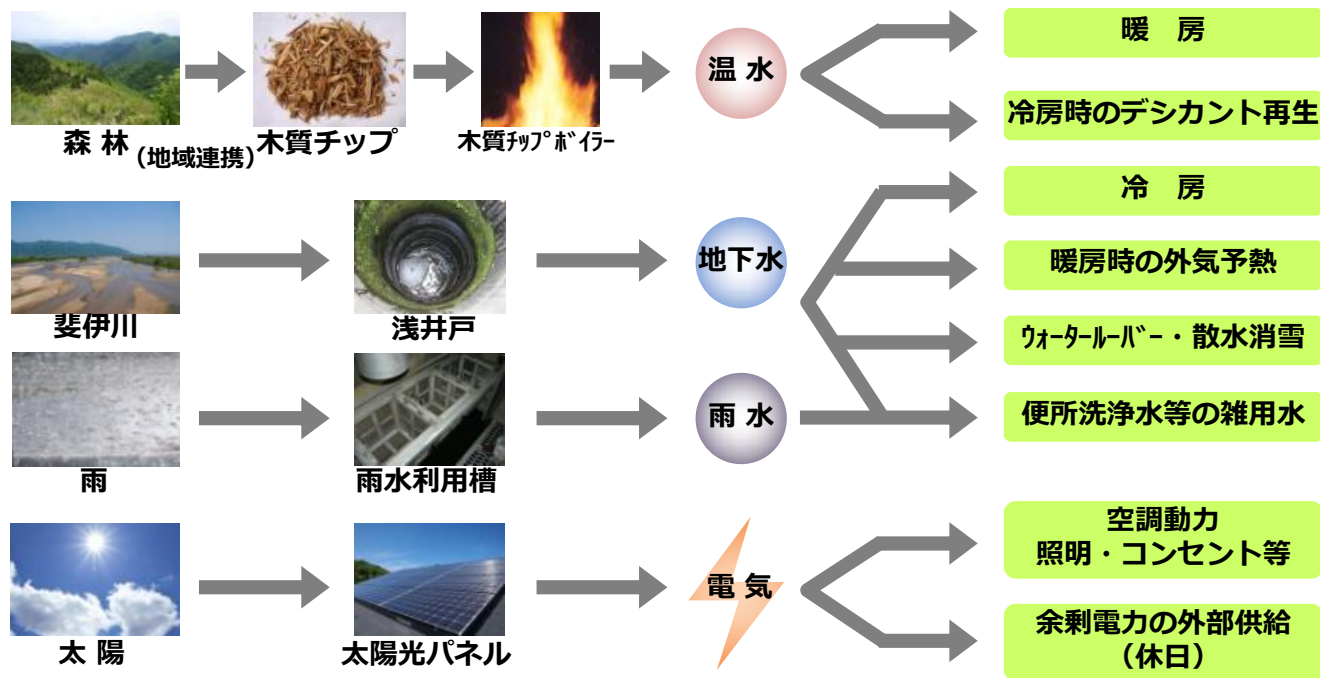 暖 房
温 水
冷房時のデシカント再生
森 林
(地域連携)
木質チップ
木質ﾁｯﾌﾟﾎﾞｲﾗｰ
冷 房
地下水
暖房時の外気予熱
斐伊川
浅井戸
ｳｫｰﾀｰﾙｰﾊﾞｰ・散水消雪
雨 水
便所洗浄水等の雑用水
雨
雨水利用槽
空調動力
照明・コンセント等
電 気
余剰電力の外部供給
（休日）
太 陽
太陽光パネル